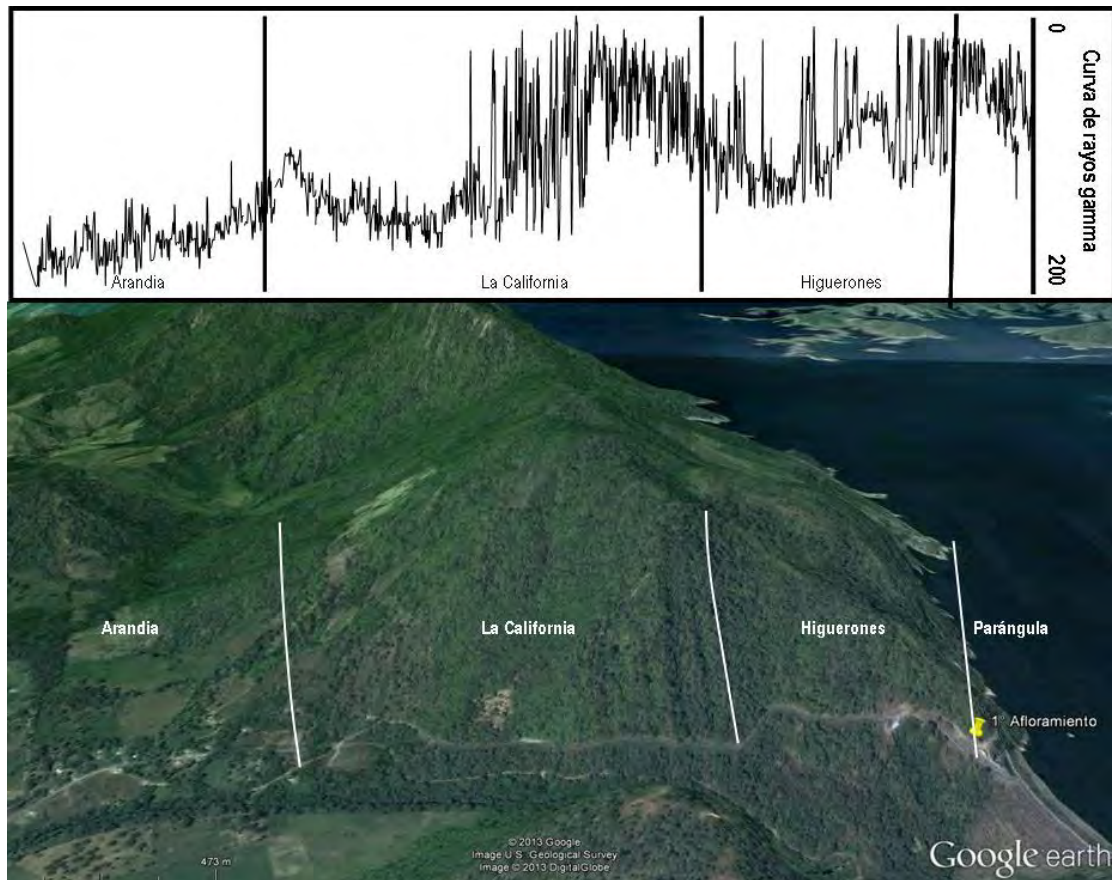 0
Curva de rayos gamma
200
Arandia
La California
Higuerones
Arandia
La California
Higuerones
Parángula
1° Afloramiento
© 2013 Google
Image U.S. Geological Survey
Image © 2013 DigitalGlobe
473 m
Google earth